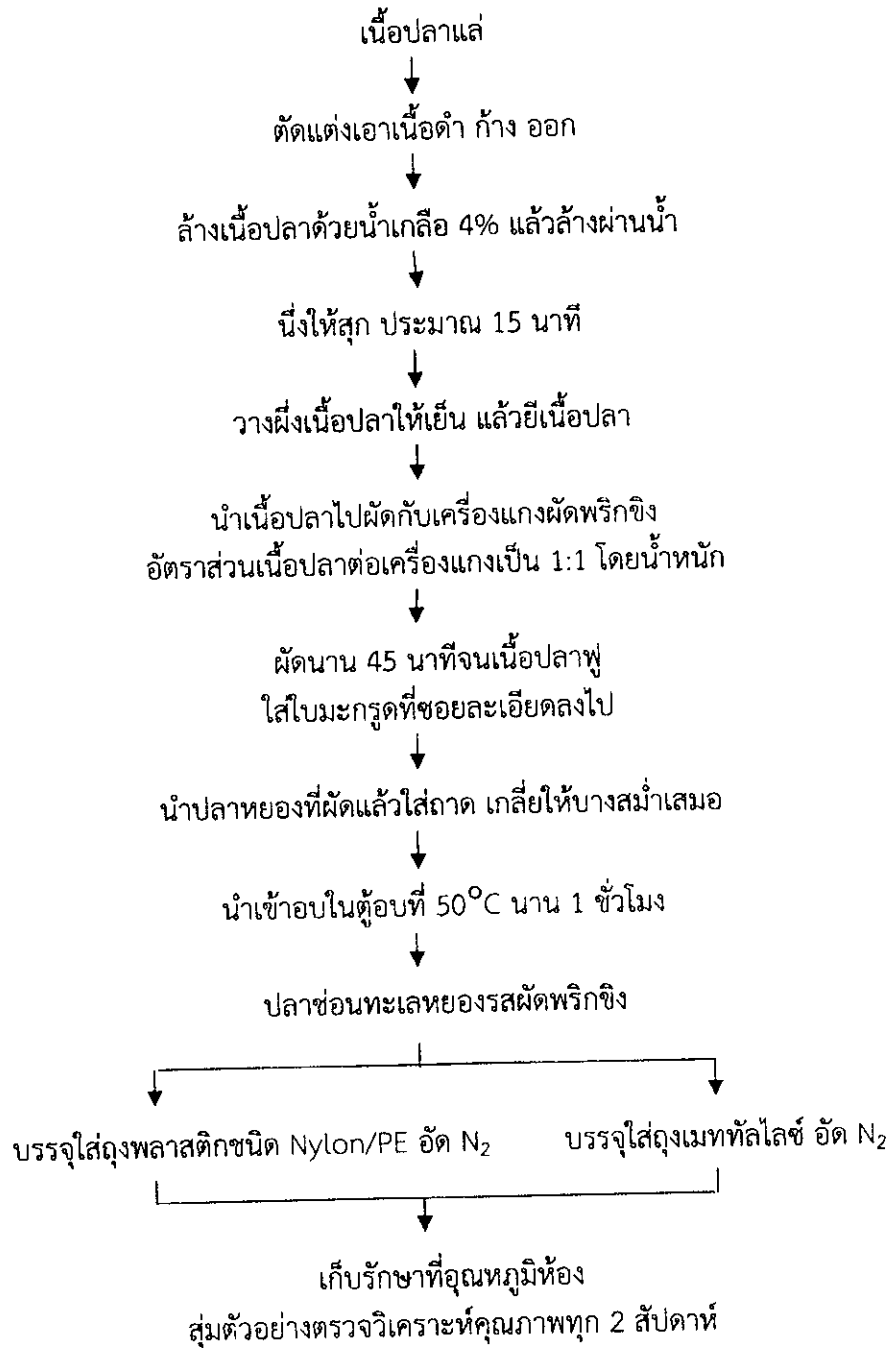 เนื้อปลาแล่
ตัดแต่งเอาเนื้อดำ ก้าง ออก
ล้างเนื้อปลาด้วยน้ำเกลือ 4% แล้วล้างผ่านน้ำ
นึ่งให้สุก ประมาณ 15 นาที
วางผึ่งเนื้อปลาให้เย็น แล้วยีเนื้อปลา
นำเนื้อปลาไปผัดกับเครื่องแกงผัดพริกขิง
อัตราส่วนเนื้อปลาต่อเครื่องแกงเป็น 1:1 โดยน้ำหนัก
ผัดนาน 45 นาทีจนเนื้อปลาฟู
ใส่ใบมะกรูดที่ซอยละเอียดลงไป
นำปลาหยองที่ผัดแล้วใส่ถาด เกลี่ยให้บางสม่ำเสมอ
นำเข้าอบในตู้อบที่ 50°C นาน 1 ชั่วโมง
ปลาช่อนทะเลหยองรสผัดพริกขิง
บรรจุใส่ถุงพลาสติกชนิด Nylon/PE อัด N₂
บรรจุใส่ถุงเมททัลไลซ์ อัด N₂
เก็บรักษาที่อุณหภูมิห้อง
สุ่มตัวอย่างตรวจวิเคราะห์คุณภาพทุก 2 สัปดาห์